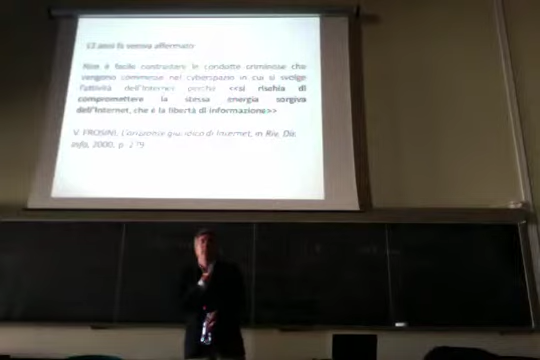 12 anni fa veniva affermato
Non è facile contrastare le condotte criminose che
vengono commesse nel cyberspazio in cui si svolge
l'attività dell'Internet perché <<si rischia di
compromettere la stessa energia sorgiva
dell'Internet, che è la libertà di informazione>>
V. FROSINI, L'orizzonte giuridico di Internet, in Riv. Dir.
Info, 2000, p. 279